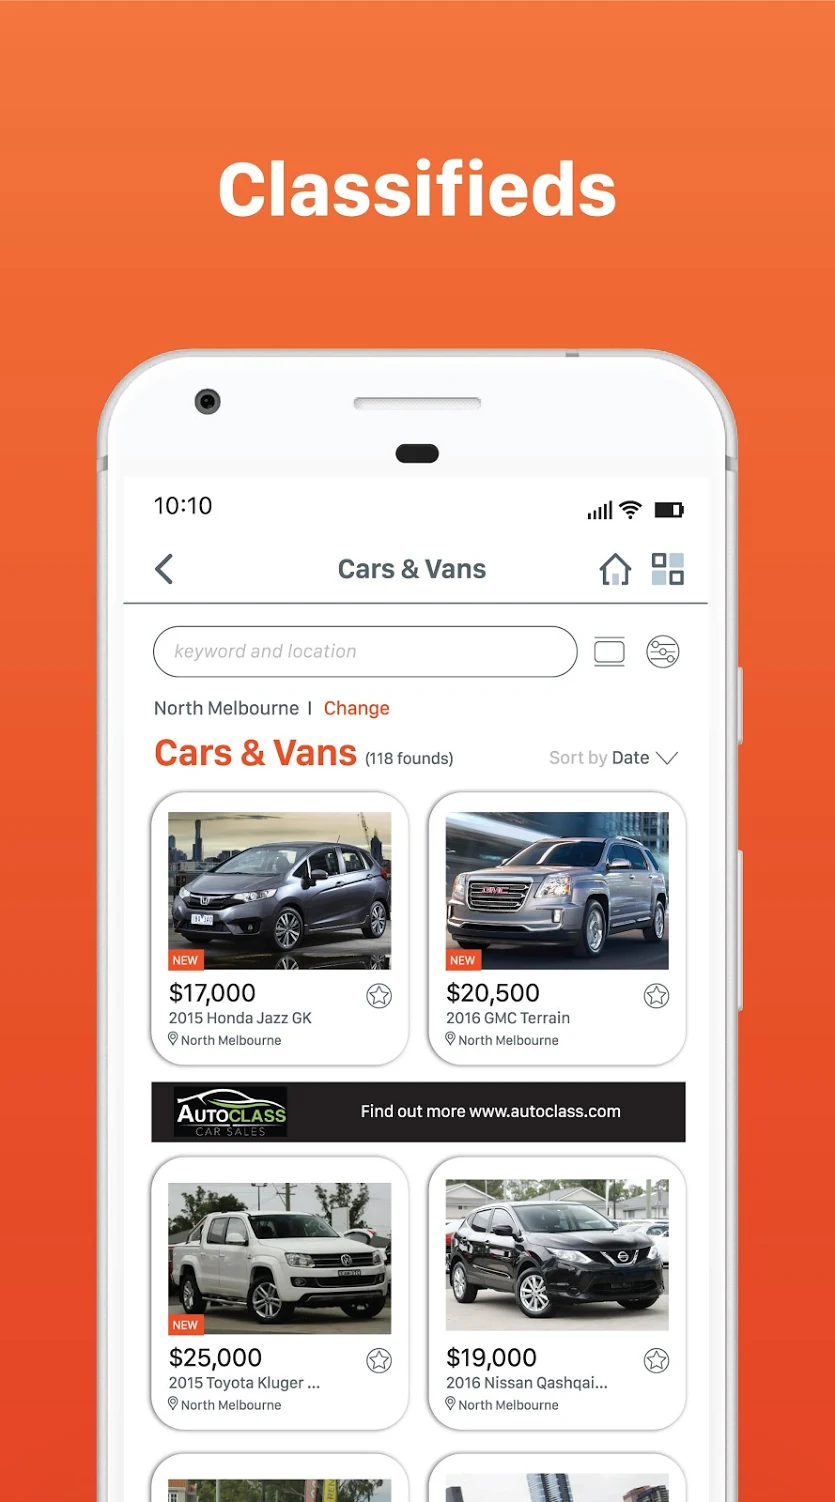 Classifieds
10:10
Cars & Vans
keyword and location
North Melbourne | Change
Cars & Vans (118 founds) Sort by Date
GMC
NEW
NEW
$17,000
2015 Honda Jazz GK
North Melbourne
$20,500
2016 GMC Terrain
North Melbourne
AUTOCLASS
CAR SALES
Find out more www.autoclass.com
NEW
$25,000
2015 Toyota Kluger ...
North Melbourne
$19,000
2016 Nissan Qashqai...
North Melbourne